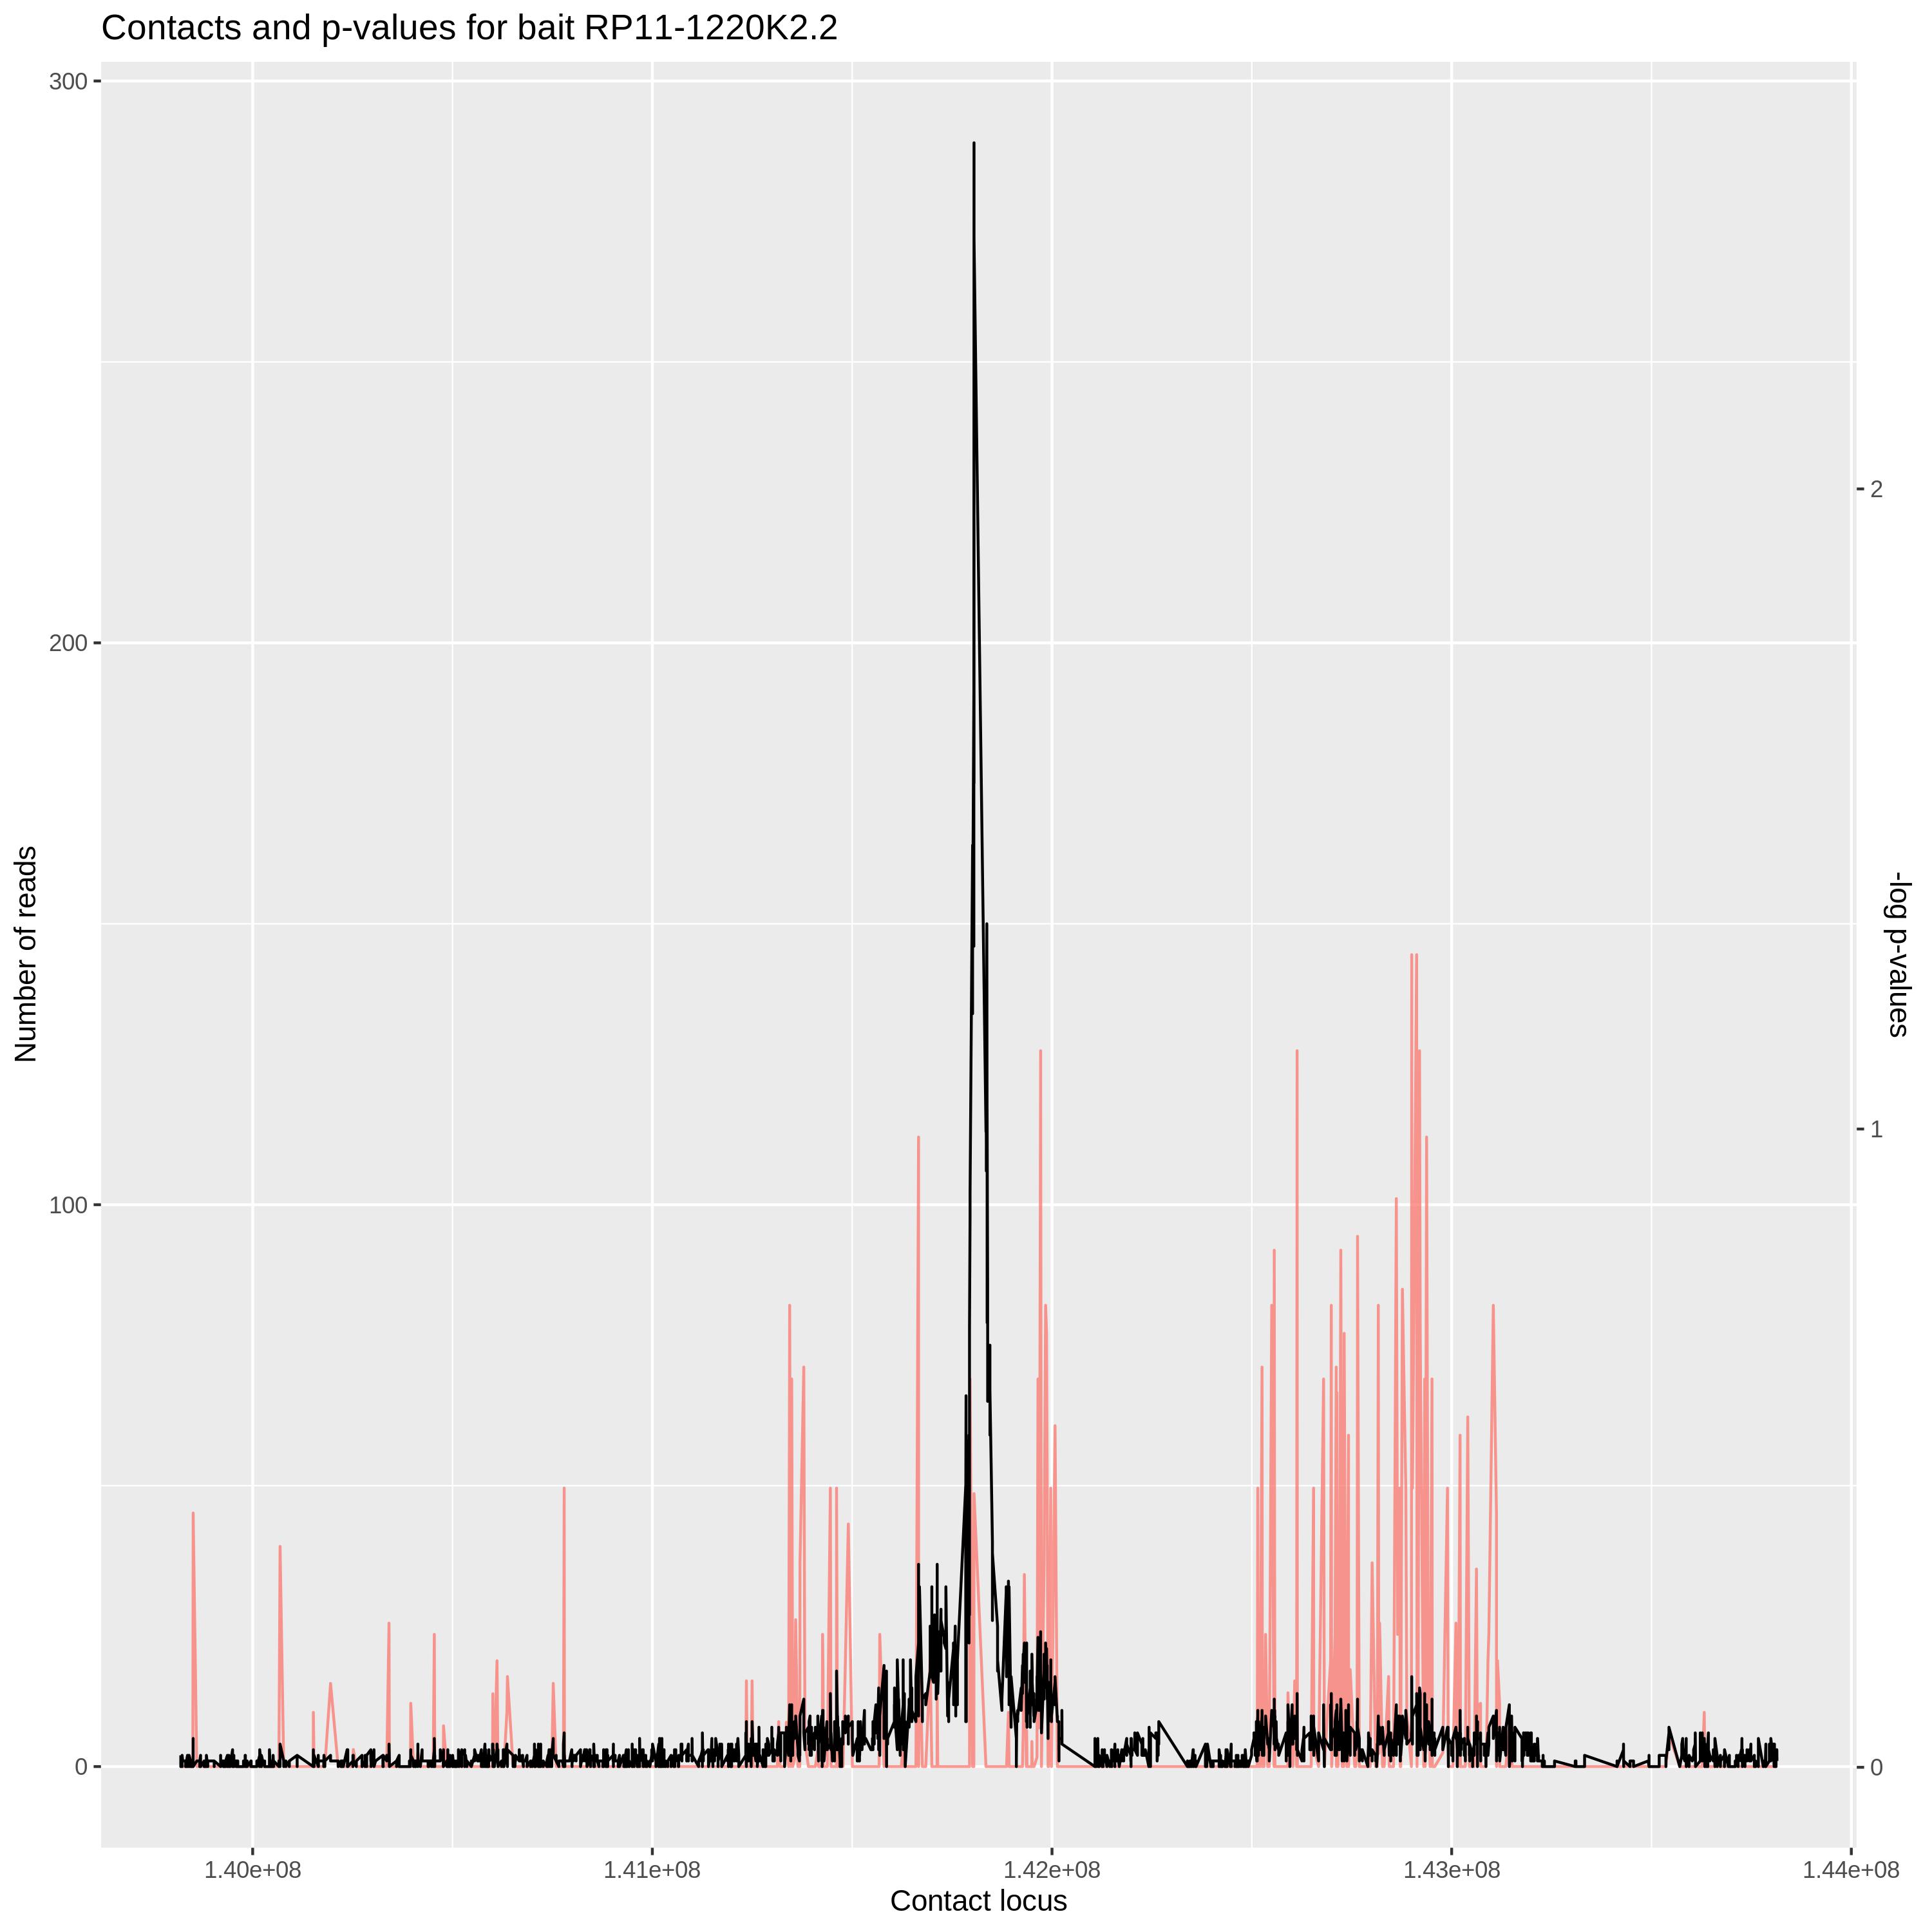 Contacts and p-values for bait RP11-1220K2.2
300
200
100
0
Number of reads
2
1
0
-log p-values
1.40e+08
1.41e+08
1.42e+08
1.43e+08
1.44e+08
Contact locus